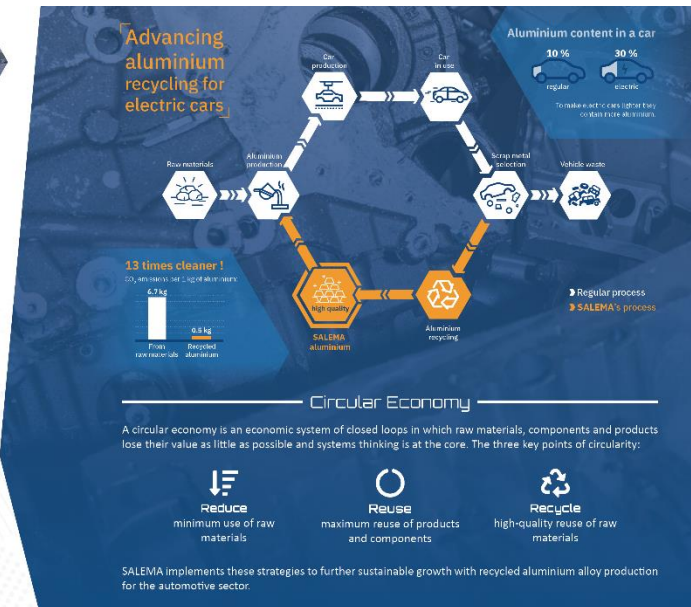 Advancing
aluminium
recycling for
electric cars
Aluminium content in a car
10 %
30 %
regular
electric
To make electric cars lighter they
contain more aluminium.
Car
production
Car
in use
Raw materials
Aluminium
production
Scrap metal
selection
Vehicle waste
13 times cleaner !
CO₂ emissions per 1 kg of aluminium:
6.7 kg
0.5 kg
From
raw materials
Recycled
aluminium
high quality
SALEMA
aluminium
Aluminium
recycling
Regular process
SALEMA's process
Circular Economy
A circular economy is an economic system of closed loops in which raw materials, components and products
lose their value as little as possible and systems thinking is at the core. The three key points of circularity:
Reduce
minimum use of raw
materials
Reuse
maximum reuse of products
and components
Recycle
high-quality reuse of raw
materials
SALEMA implements these strategies to further sustainable growth with recycled aluminium alloy production
for the automotive sector.